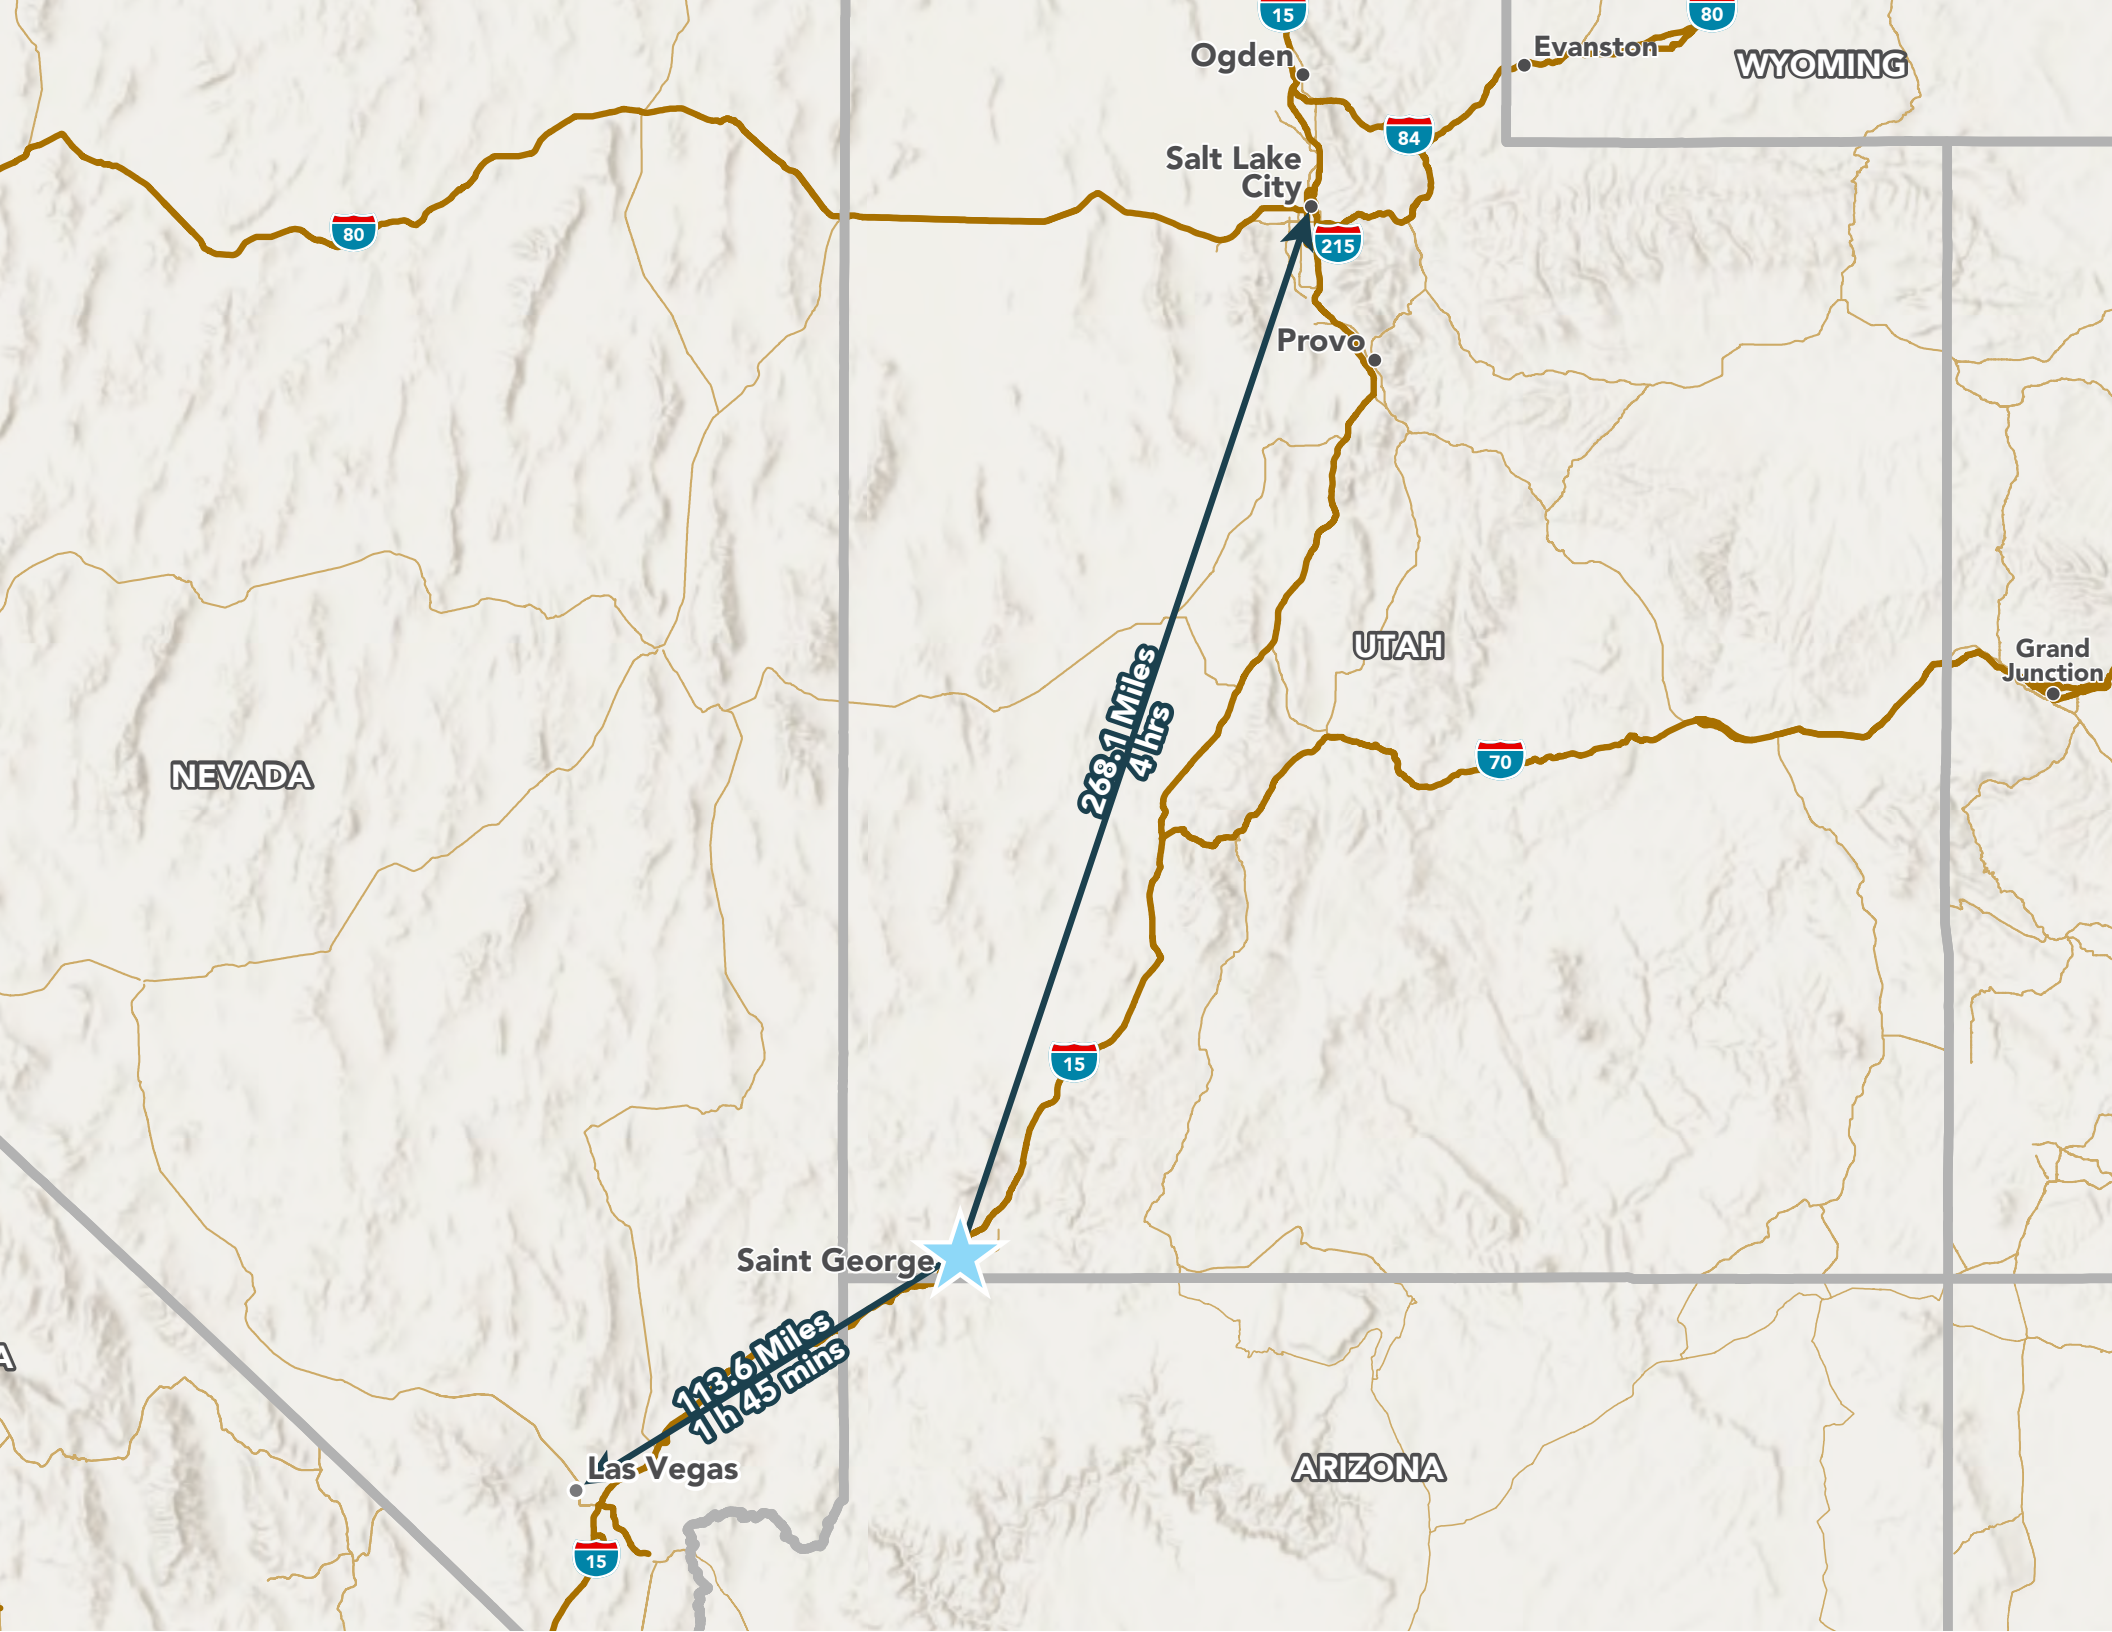 15
80
Ogden
Evanston
WYOMING
84
Salt Lake
City
80
215
Provo
UTAH
Grand
Junction
268.1 Miles
4 hrs
NEVADA
70
15
Saint George
113.6 Miles
1 h 45 mins
A
Las Vegas
ARIZONA
15